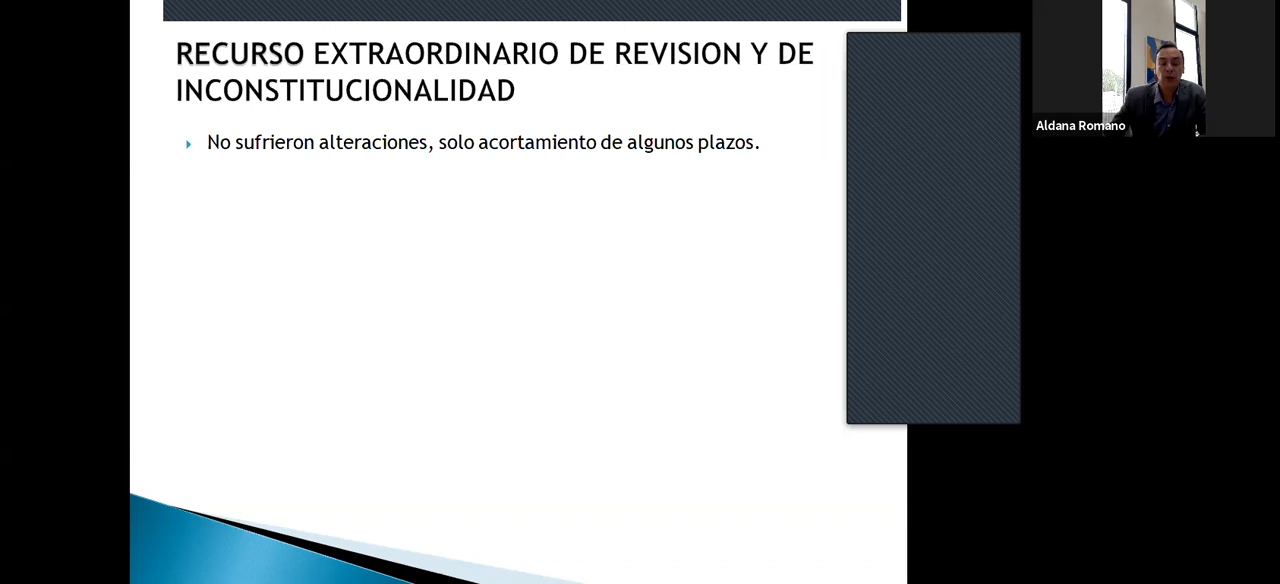 RECURSO EXTRAORDINARIO DE REVISION Y DE
INCONSTITUCIONALIDAD
No sufrieron alteraciones, solo acortamiento de algunos plazos.
Aldana Romano